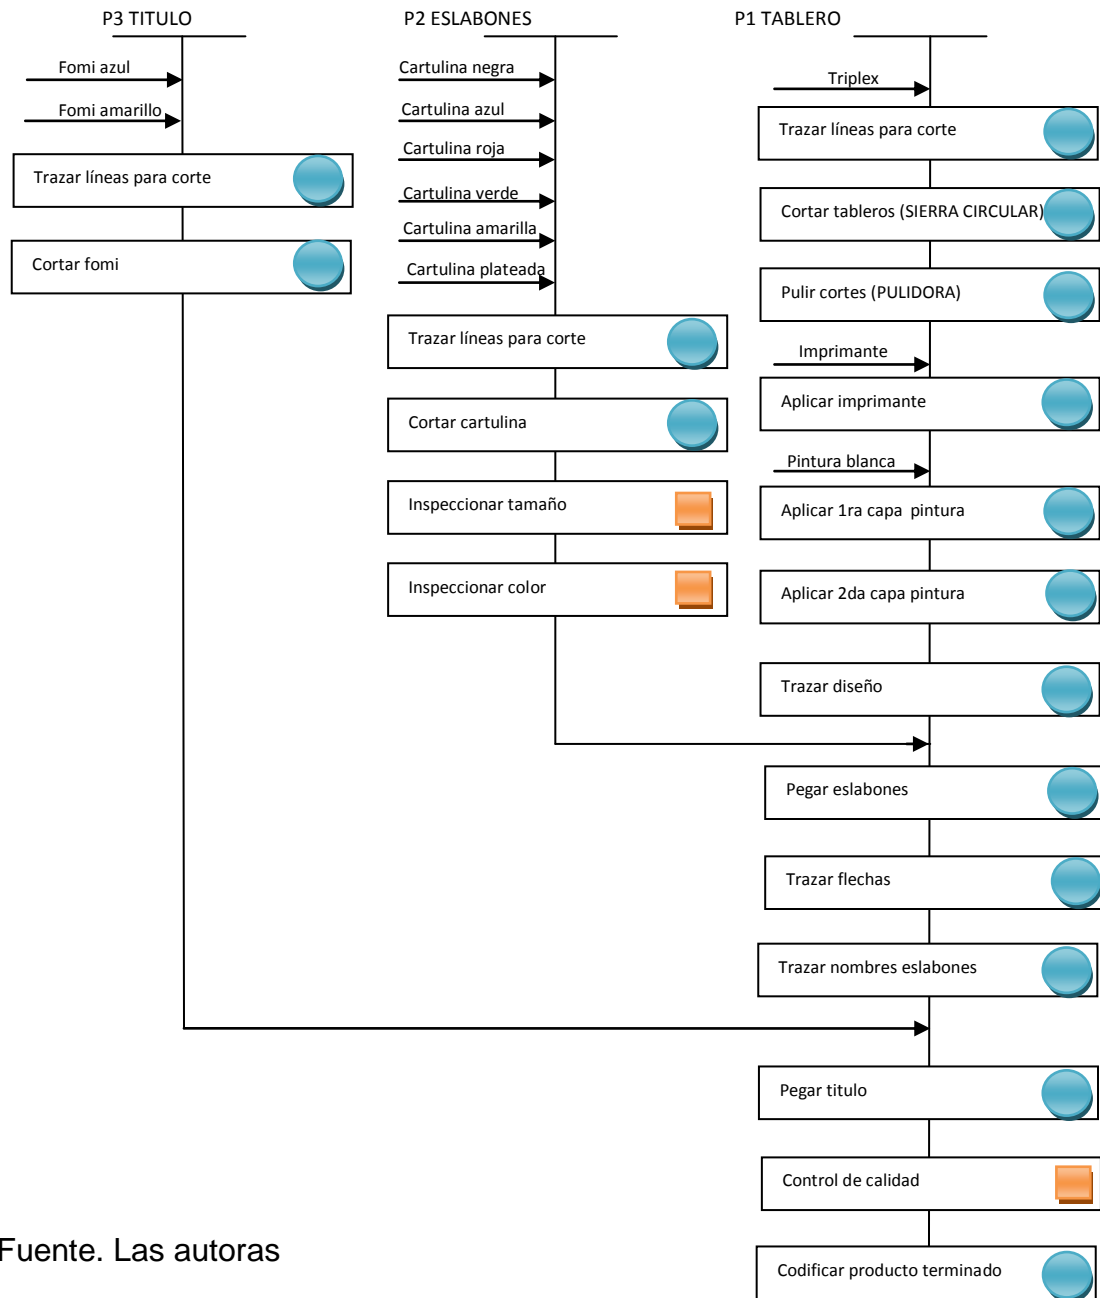 P3 TITULO
Fomi azul
Fomi amarillo
Trazar líneas para corte
Cortar fomi
P2 ESLABONES
Cartulina negra
Cartulina azul
Cartulina roja
Cartulina verde
Cartulina amarilla
Cartulina plateada
Trazar líneas para corte
Cortar cartulina
Inspeccionar tamaño
Inspeccionar color
P1 TABLERO
Triplex
Trazar líneas para corte
Cortar tableros (SIERRA CIRCULAR)
Pulir cortes (PULIDORA)
Imprimante
Aplicar imprimante
Pintura blanca
Aplicar 1ra capa pintura
Aplicar 2da capa pintura
Trazar diseño
Pegar eslabones
Trazar flechas
Trazar nombres eslabones
Pegar titulo
Control de calidad
Codificar producto terminado
Fuente. Las autoras